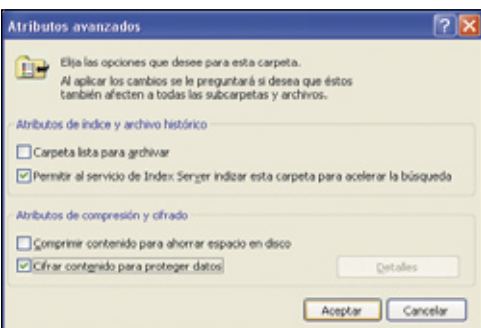 Atributos avanzados
Elija las opciones que desee para esta carpeta.
Al aplicar los cambios se le preguntará si desea que éstos
también afecten a todas las subcarpetas y archivos.
Atributos de índice y archivo histórico
Carpeta lista para archivar
Permitir al servicio de Index Server indizar esta carpeta para acelerar la búsqueda
Atributos de compresión y cifrado
Comprimir contenido para ahorrar espacio en disco
Cifrar contenido para proteger datos
Detalles
Aceptar Cancelar